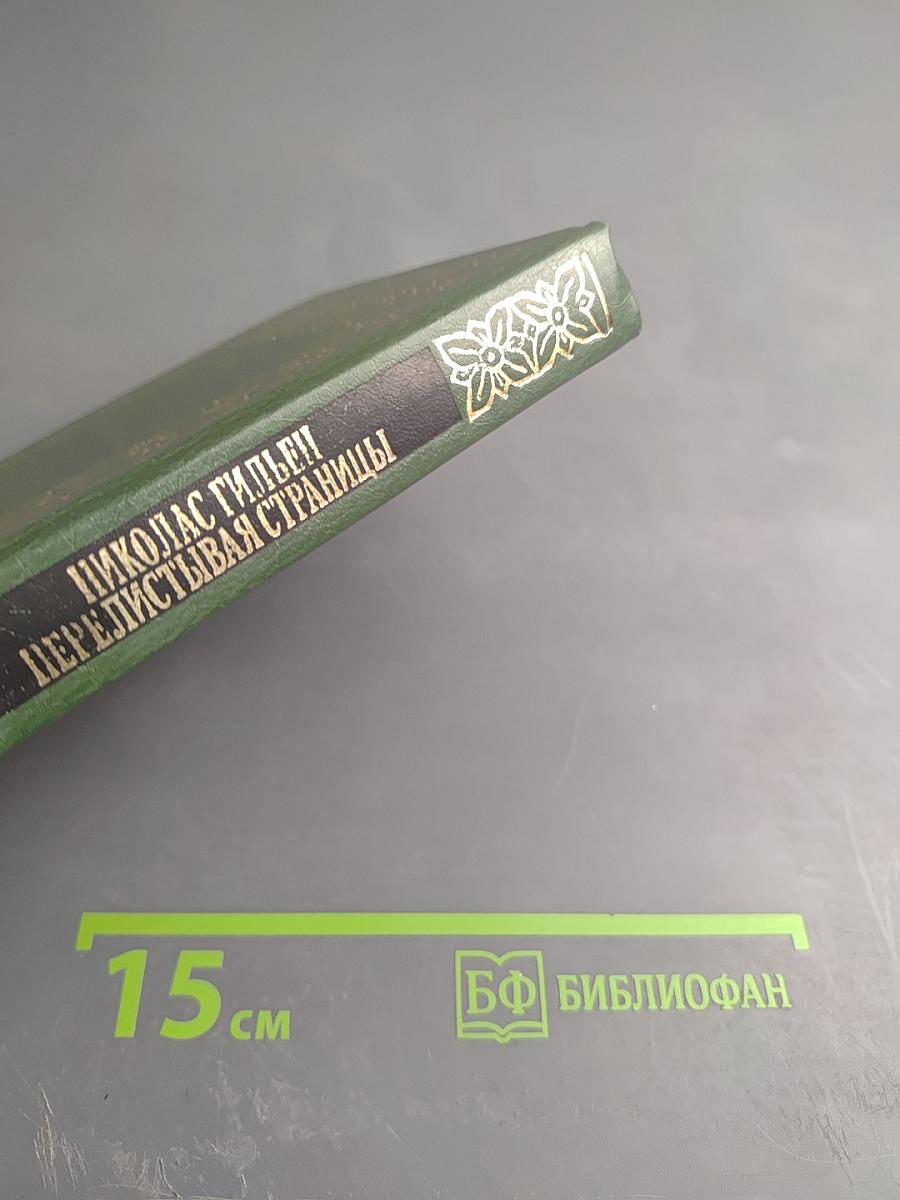 НИКОЛАС ГИЛЬЕН
ПЕРЕЛИСТЫВАЯ СТРАНИЦЫ
15 см
БФ БИБЛИОФАН